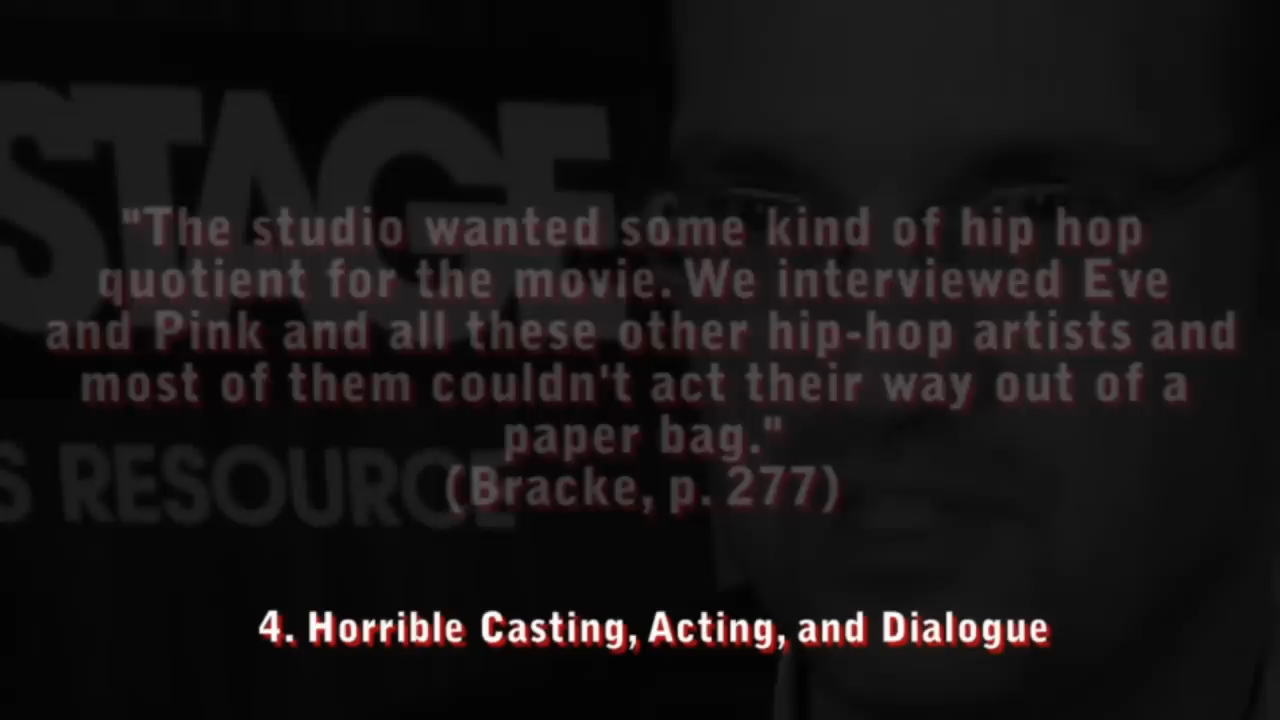 STAGE
"The studio wanted some kind of hip hop
quotient for the movie. We interviewed Eve
and Pink and all these other hip-hop artists and
most of them couldn't act their way out of a
paper bag."
S RESOURCE
(Bracke, p. 277)
4. Horrible Casting, Acting, and Dialogue